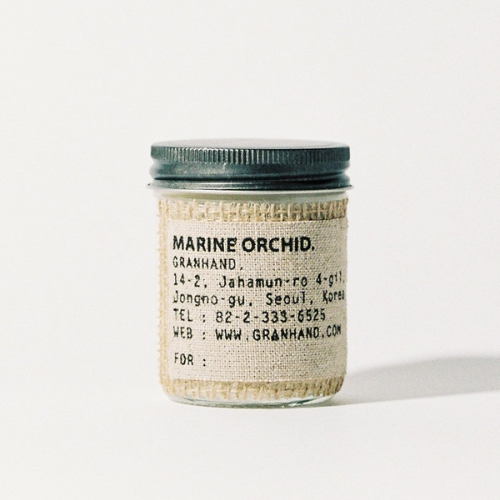 MARINE ORCHID.
GRANHAND.
14-2, Jahamun-ro 4-gil,
Jongno-gu, Seoul, Korea
TEL : 82-2-333-6525
WEB : WWW.GRANHAND.COM
FOR :